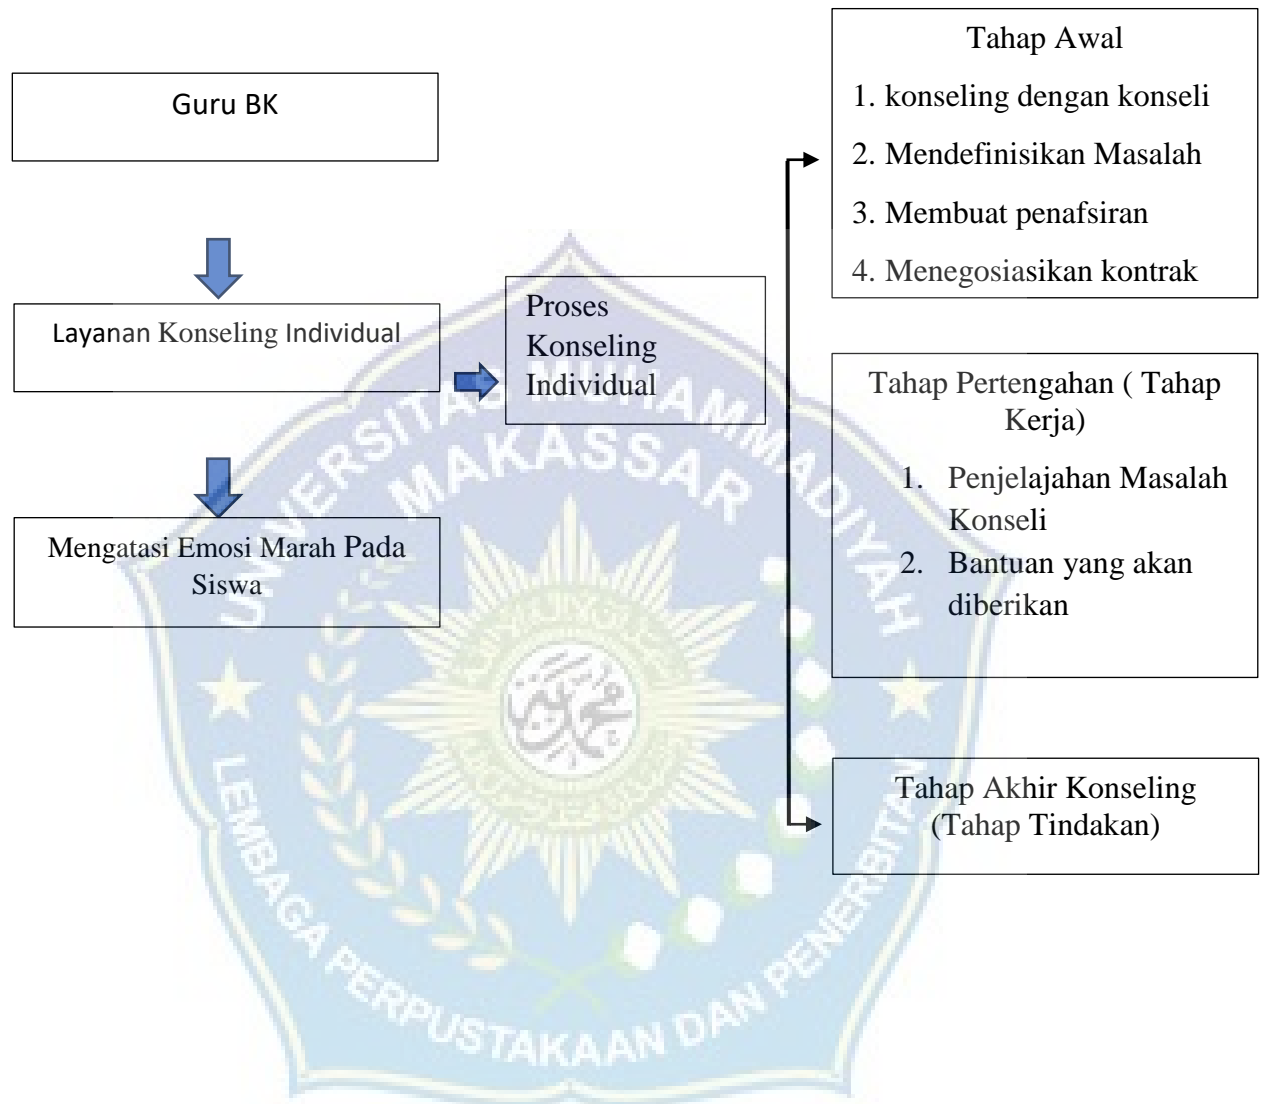 Guru BK
Layanan Konseling Individual
Mengatasi Emosi Marah Pada
Siswa
Proses
Konseling
Individual
Tahap Awal
1. konseling dengan konseli
2. Mendefinisikan Masalah
3. Membuat penafsiran
4. Menegosiasikan kontrak
Tahap Pertengahan ( Tahap
Kerja)
1. Penjelajahan Masalah
Konseli
2. Bantuan yang akan
diberikan
Tahap Akhir Konseling
(Tahap Tindakan)
UNIVERSITAS MUHAMMADIYAH
MAKASSAR
LEMBAGA PERPUSTAKAAN DAN PENERBITAN